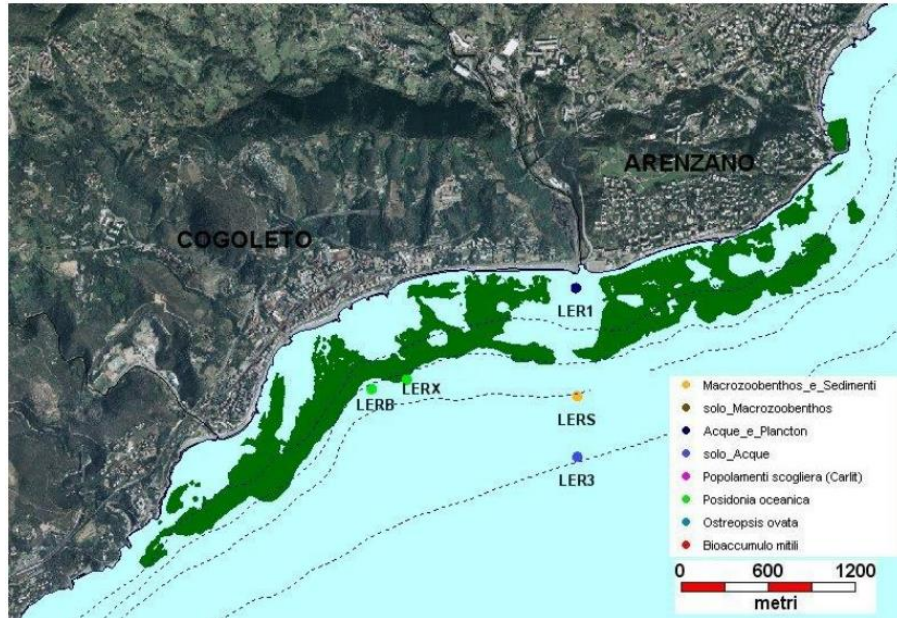 ARENZANO
COGOLETO
LER1
LERX
LERB
LERS
LER3
Macrozoobenthos_e_Sedimenti
solo_Macrozoobenthos
Acque_e_Plancton
solo_Acque
Popolamenti scogliera (Carlit)
Posidonia oceanica
Ostreopsis ovata
Bioaccumulo mitili
0 600 1200
metri